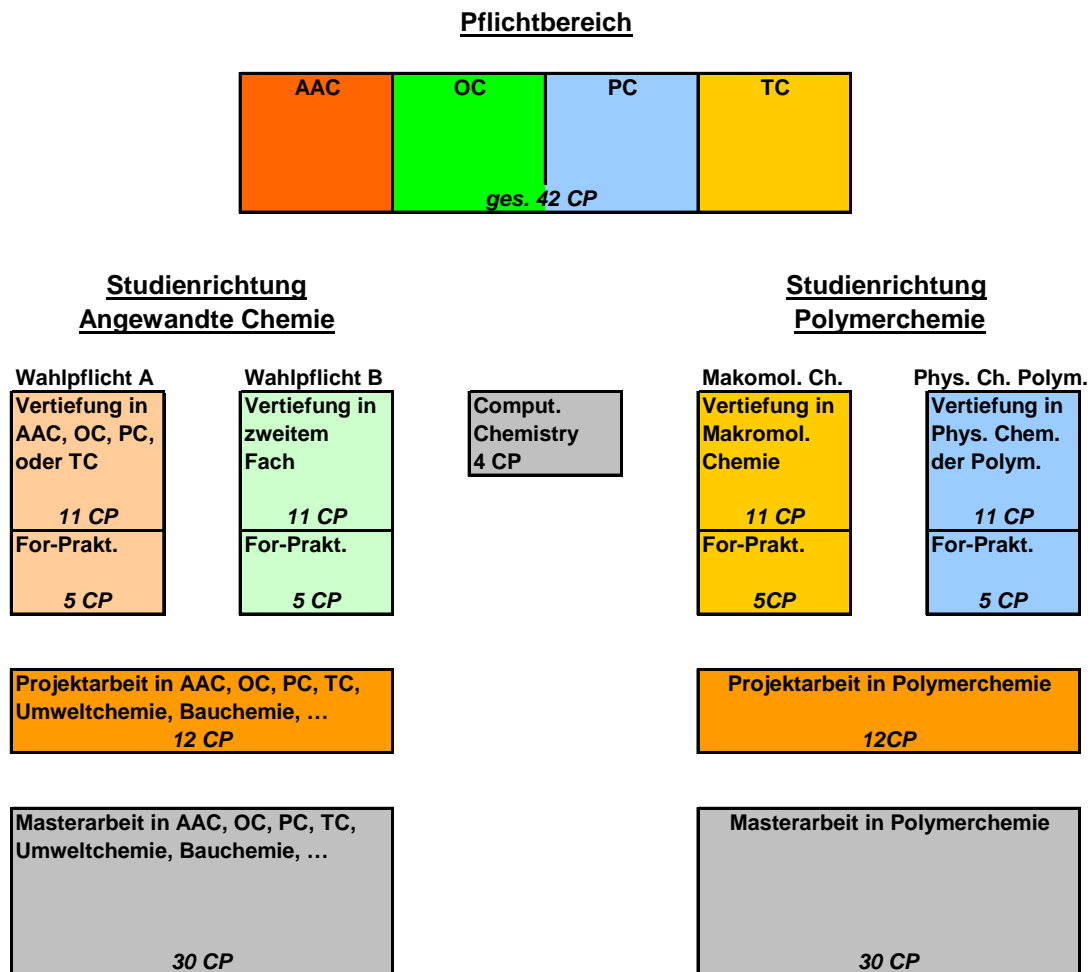 Pflichtbereich
AAC OC PC TC
ges. 42 CP
Studienrichtung
Angewandte Chemie
Studienrichtung
Polymerchemie
Wahlpflicht A
Vertiefung in
AAC, OC, PC,
oder TC
11 CP
For-Prakt.
5 CP
Wahlpflicht B
Vertiefung in
zweitem
Fach
11 CP
For-Prakt.
5 CP
Comput.
Chemistry
4 CP
Makomol. Ch.
Vertiefung in
Makromol.
Chemie
11 CP
For-Prakt.
5CP
Phys. Ch. Polym.
Vertiefung in
Phys. Chem.
der Polym.
11 CP
For-Prakt.
5 CP
Projektarbeit in AAC, OC, PC, TC,
Umweltchemie, Bauchemie, …
12 CP
Projektarbeit in Polymerchemie
12CP
Masterarbeit in AAC, OC, PC, TC,
Umweltchemie, Bauchemie, …
30 CP
Masterarbeit in Polymerchemie
30 CP